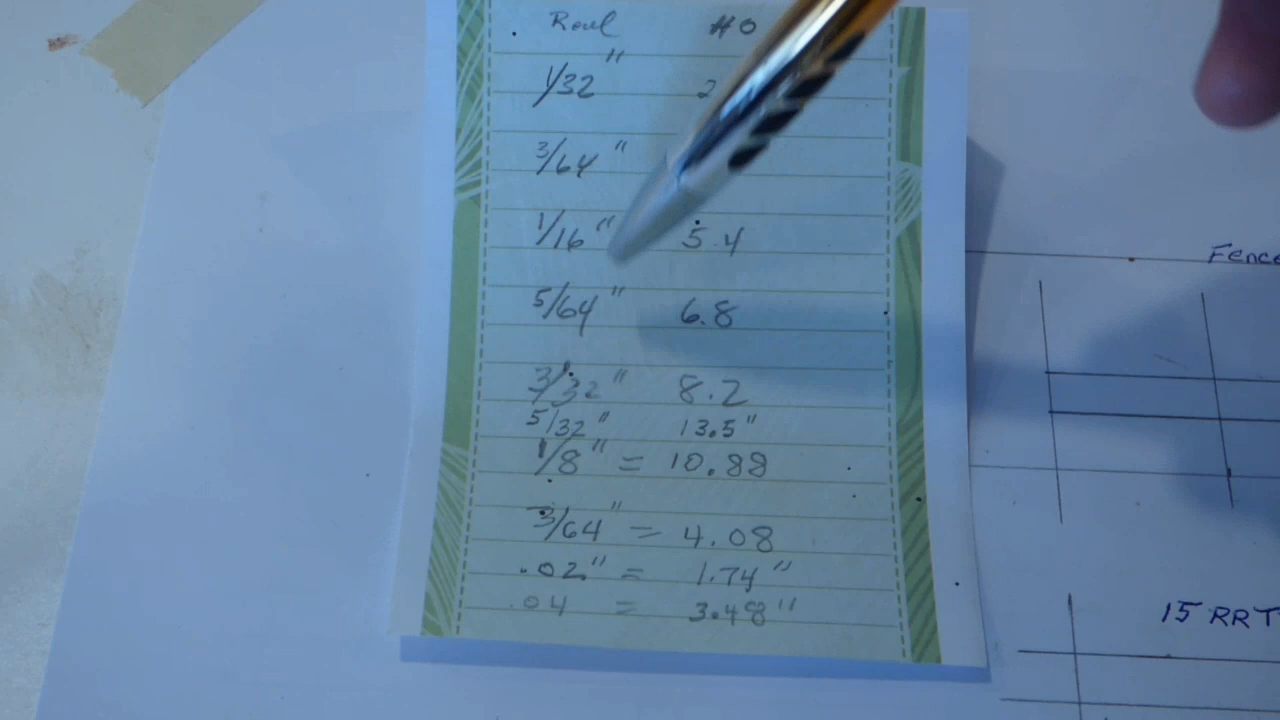 Real HO
1/32" 2
3/64"
1/16" 5.4
5/64" 6.8
3/32" 8.2
5/32" 13.5"
1/8" = 10.88
3/64" = 4.08
.02" = 1.74"
.04 = 3.48"
Fence
15 RRT